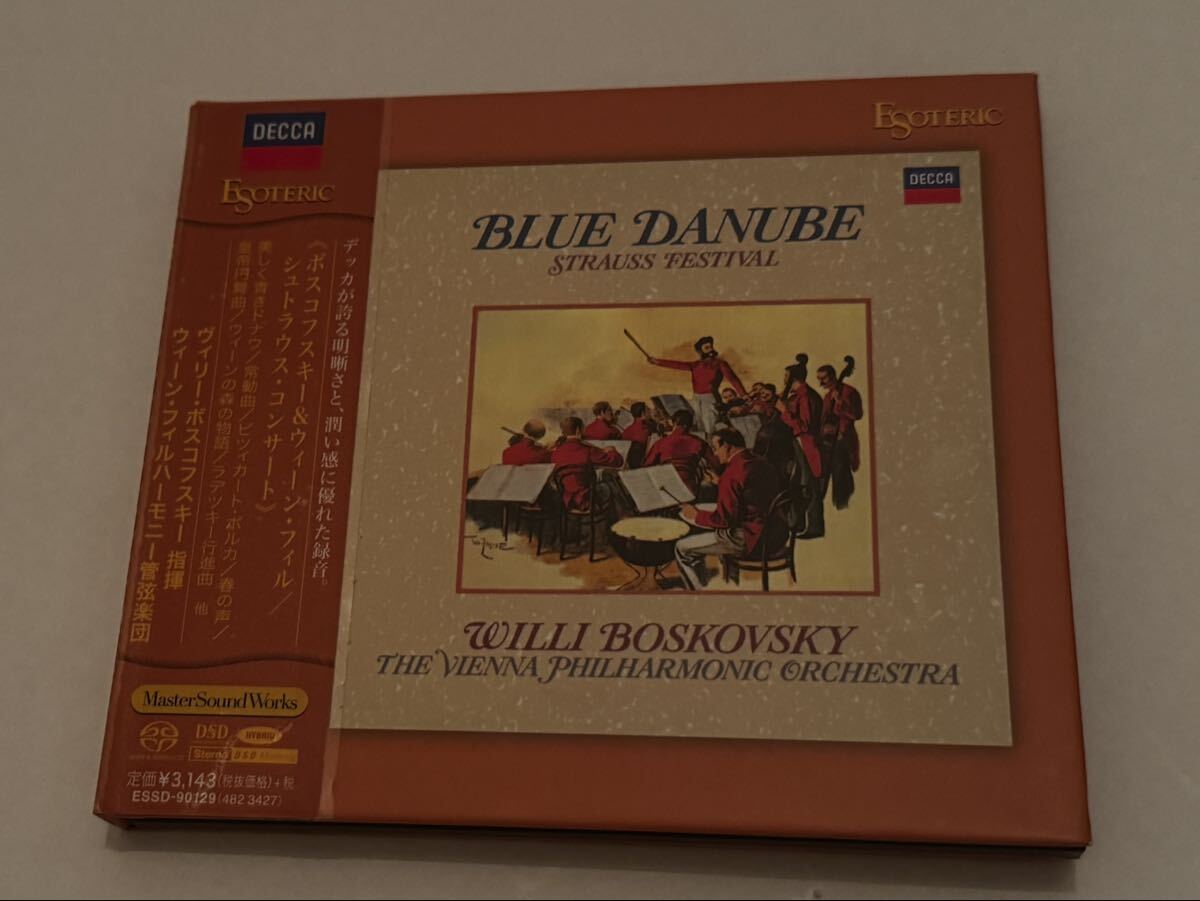 DECCA
ESOTERIC
デッカが誇る明晰さと、潤い感に優れた録音。
《ボスコフスキー&ウィーン・フィル/
シュトラウス・コンサート》
美しく青きドナウ/常動曲/ピツィカート・ポルカ/春の声/
皇帝円舞曲/ウィーンの森の物語/ラデツキー行進曲 他
ヴィリー・ボスコフスキー 指揮
ウィーン・フィルハーモニー管弦楽団
MasterSoundWorks
DSD
HYBRID
Stereo
定価¥3,143(税抜価格)+税
ESSD-90129(482 3427)
ESOTERIC
DECCA
BLUE DANUBE
STRAUSS FESTIVAL
WILLI BOSKOVSKY
THE VIENNA PHILHARMONIC ORCHESTRA